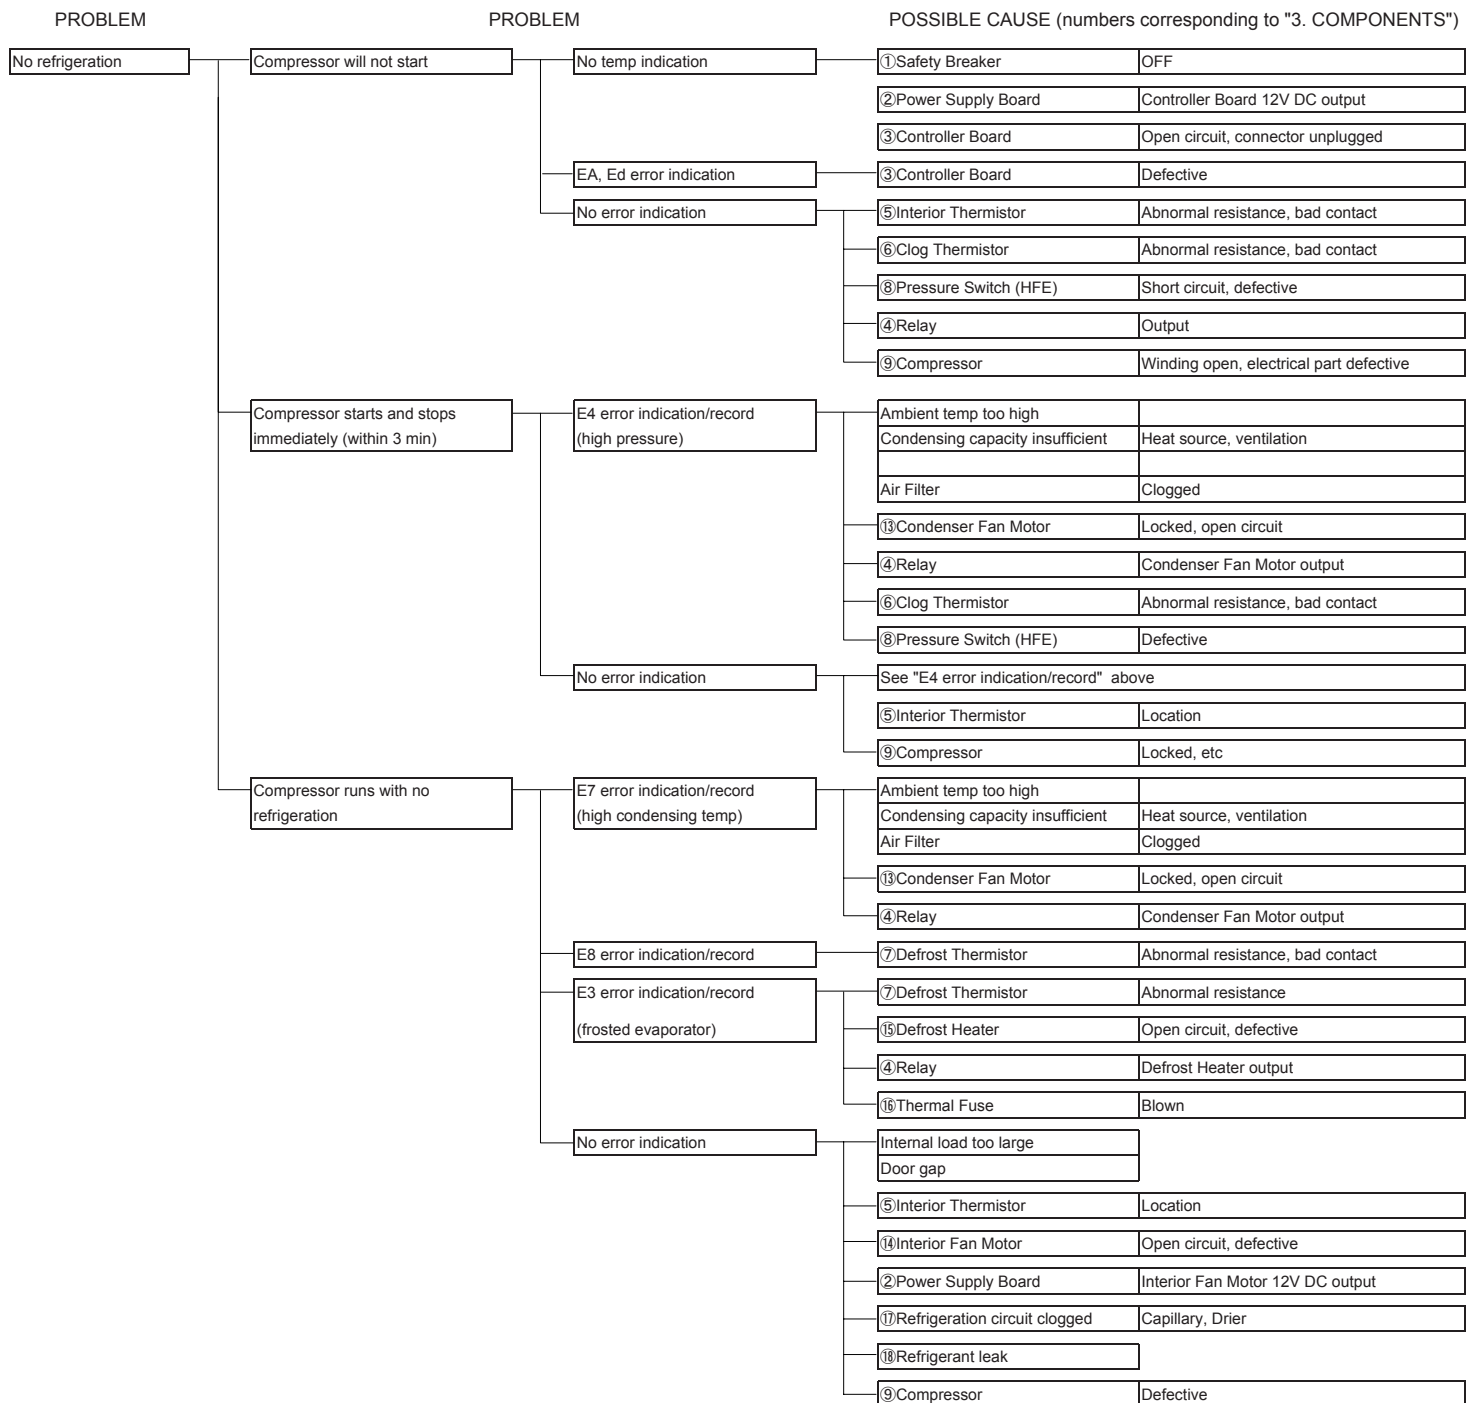 PROBLEM PROBLEM POSSIBLE CAUSE (numbers corresponding to "3. COMPONENTS")
No refrigeration Compressor will not start No temp indication ①Safety Breaker OFF
②Power Supply Board Controller Board 12V DC output
③Controller Board Open circuit, connector unplugged
EA, Ed error indication ③Controller Board Defective
No error indication ⑤Interior Thermistor Abnormal resistance, bad contact
⑥Clog Thermistor Abnormal resistance, bad contact
⑧Pressure Switch (HFE) Short circuit, defective
④Relay Output
⑨Compressor Winding open, electrical part defective
Compressor starts and stops E4 error indication/record Ambient temp too high
immediately (within 3 min) (high pressure) Condensing capacity insufficient Heat source, ventilation
Air Filter Clogged
⑬Condenser Fan Motor Locked, open circuit
④Relay Condenser Fan Motor output
⑥Clog Thermistor Abnormal resistance, bad contact
⑧Pressure Switch (HFE) Defective
No error indication See "E4 error indication/record" above
⑤Interior Thermistor Location
⑨Compressor Locked, etc
Compressor runs with no E7 error indication/record Ambient temp too high
refrigeration (high condensing temp) Condensing capacity insufficient Heat source, ventilation
Air Filter Clogged
⑬Condenser Fan Motor Locked, open circuit
④Relay Condenser Fan Motor output
E8 error indication/record ⑦Defrost Thermistor Abnormal resistance, bad contact
E3 error indication/record ⑦Defrost Thermistor Abnormal resistance
(frosted evaporator) ⑮Defrost Heater Open circuit, defective
④Relay Defrost Heater output
⑯Thermal Fuse Blown
No error indication Internal load too large
Door gap
⑤Interior Thermistor Location
⑭Interior Fan Motor Open circuit, defective
②Power Supply Board Interior Fan Motor 12V DC output
⑰Refrigeration circuit clogged Capillary, Drier
⑱Refrigerant leak
⑨Compressor Defective